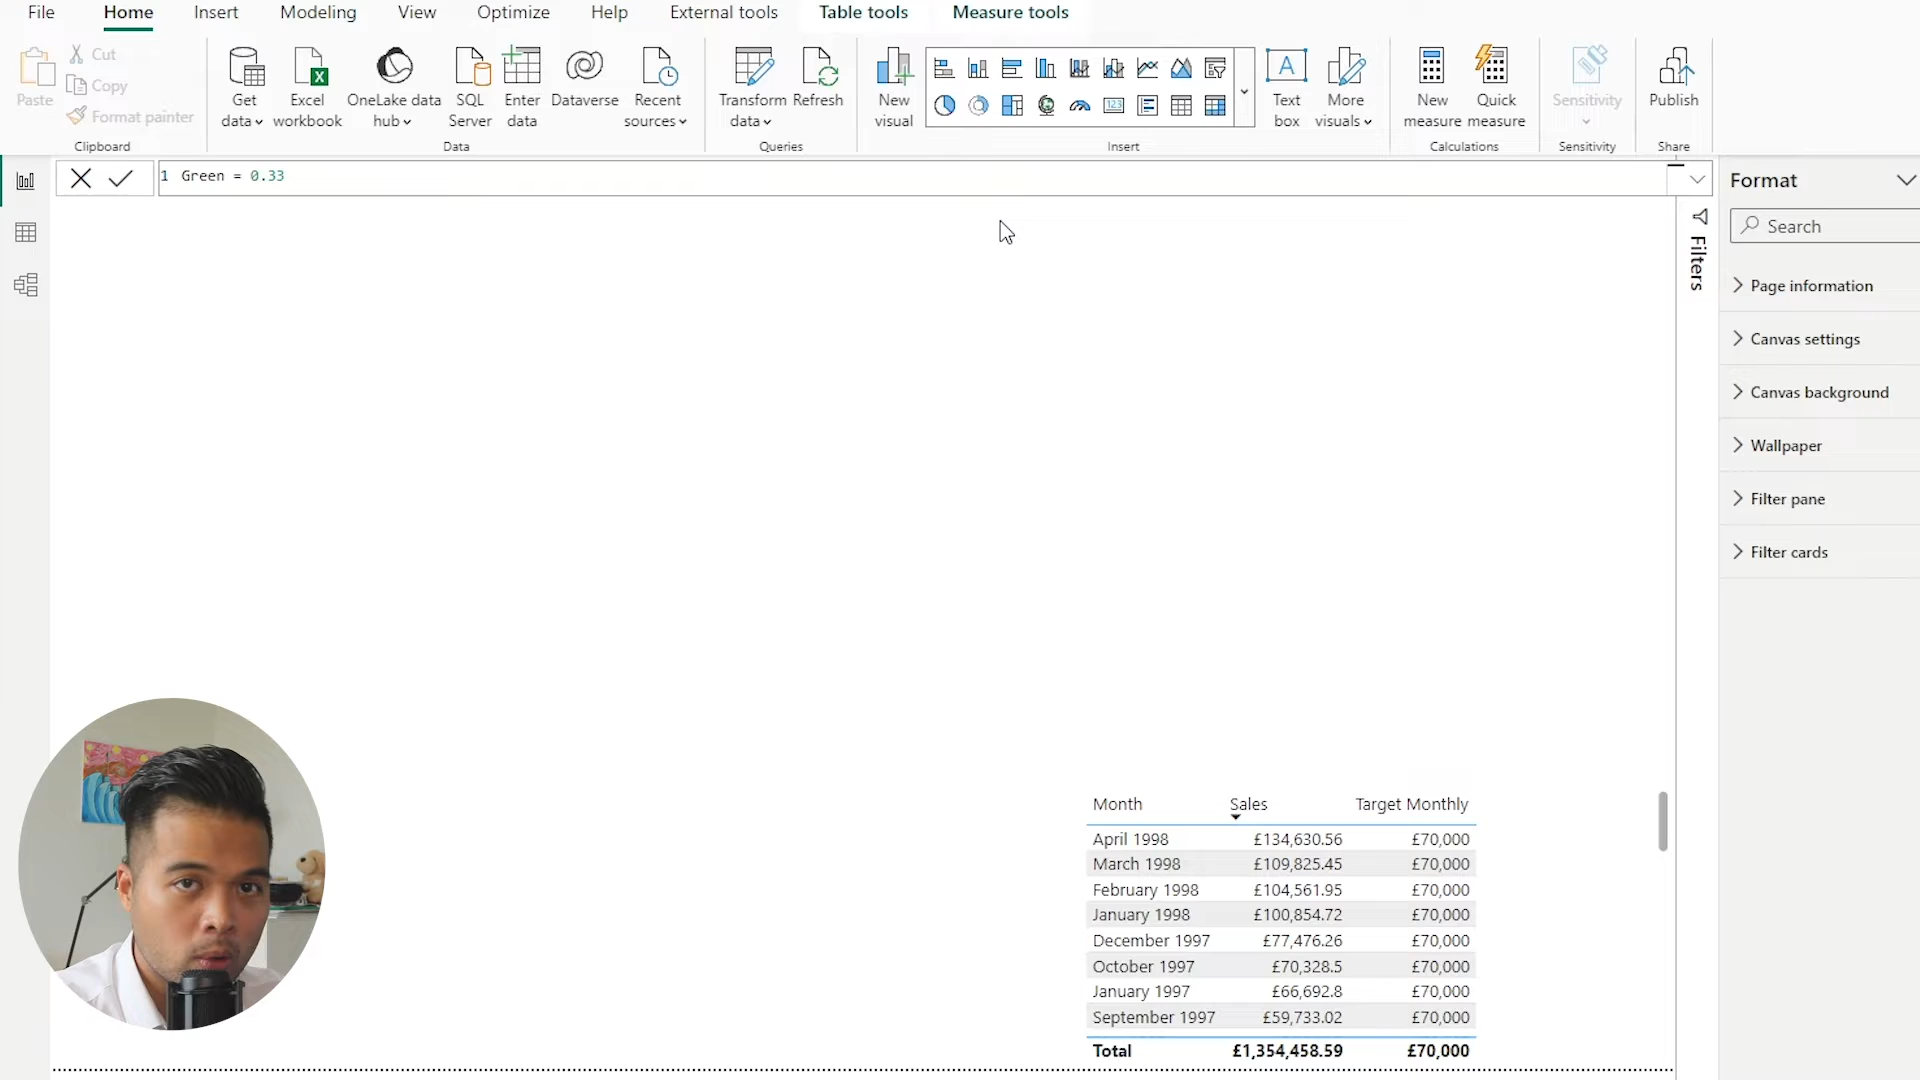 File Home Insert Modeling View Optimize Help External tools Table tools Measure tools
Paste
Cut
Copy
Format painter
Clipboard
Get data
Excel workbook
OneLake data hub
SQL Server
Enter data
Dataverse
Recent sources
Data
Transform data
Refresh
Queries
New visual
123
A
Text box
More visuals
Insert
New measure
Quick measure
Calculations
Sensitivity
Sensitivity
Publish
Share
1 Green = 0.33
Filters
Format
Search
Page information
Canvas settings
Canvas background
Wallpaper
Filter pane
Filter cards
Month Sales Target Monthly
April 1998 £134,630.56 £70,000
March 1998 £109,825.45 £70,000
February 1998 £104,561.95 £70,000
January 1998 £100,854.72 £70,000
December 1997 £77,476.26 £70,000
October 1997 £70,328.5 £70,000
January 1997 £66,692.8 £70,000
September 1997 £59,733.02 £70,000
Total £1,354,458.59 £70,000